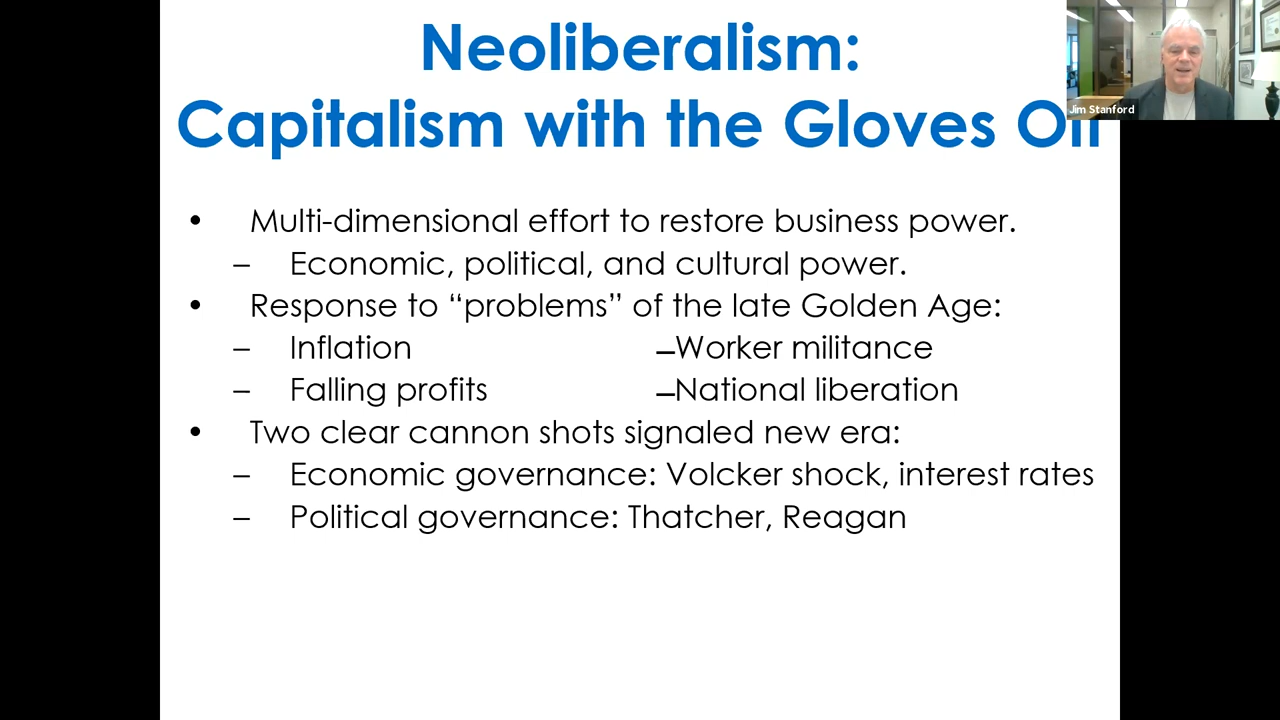 Neoliberalism:
Capitalism with the Gloves Off
Jim Stanford
• Multi-dimensional effort to restore business power.
– Economic, political, and cultural power.
• Response to “problems” of the late Golden Age:
– Inflation –Worker militance
– Falling profits –National liberation
• Two clear cannon shots signaled new era:
– Economic governance: Volcker shock, interest rates
– Political governance: Thatcher, Reagan